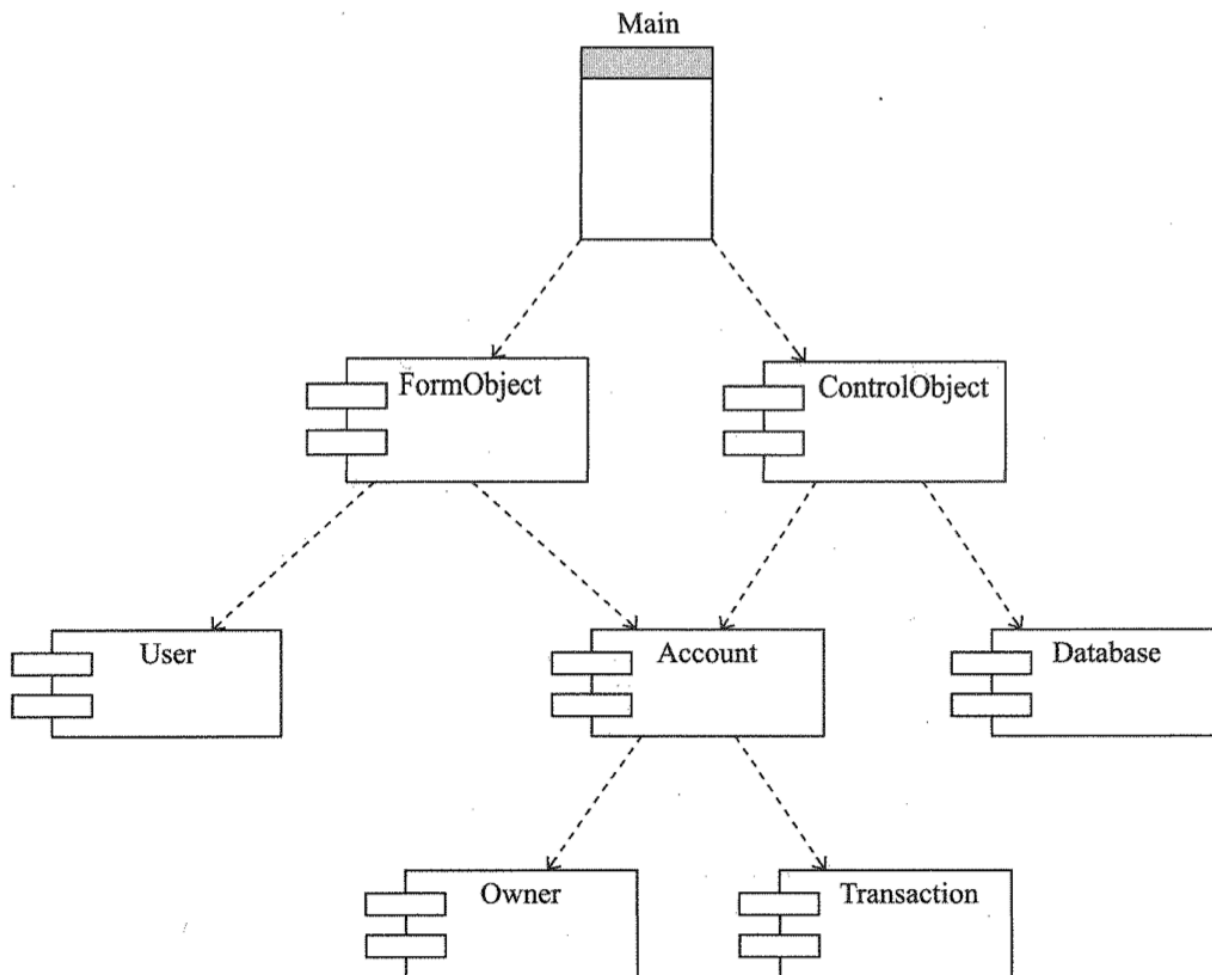 Main
FormObject
ControlObject
User
Account
Database
Owner
Transaction